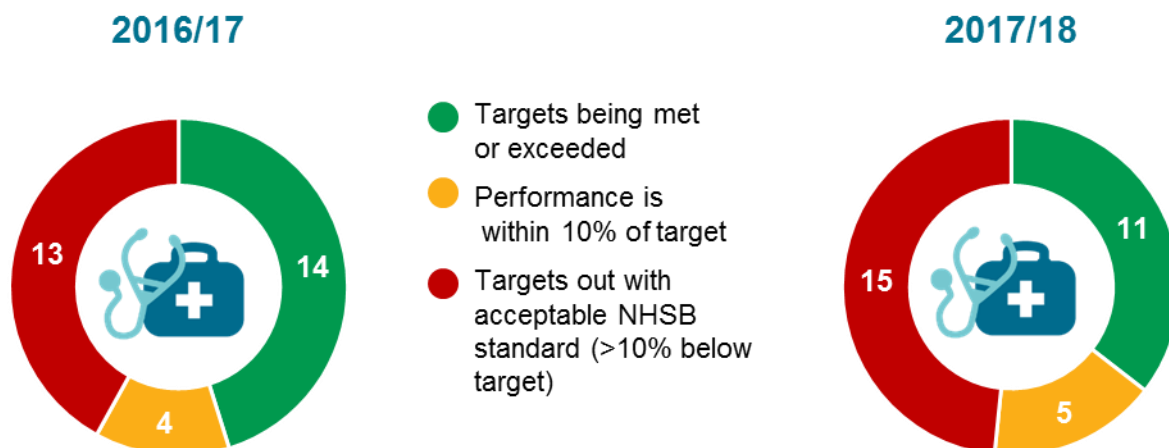 2016/17
13
14
4
Targets being met
or exceeded
Performance is
within 10% of target
Targets out with
acceptable NHSB
standard (>10% below
target)
2017/18
15
11
5